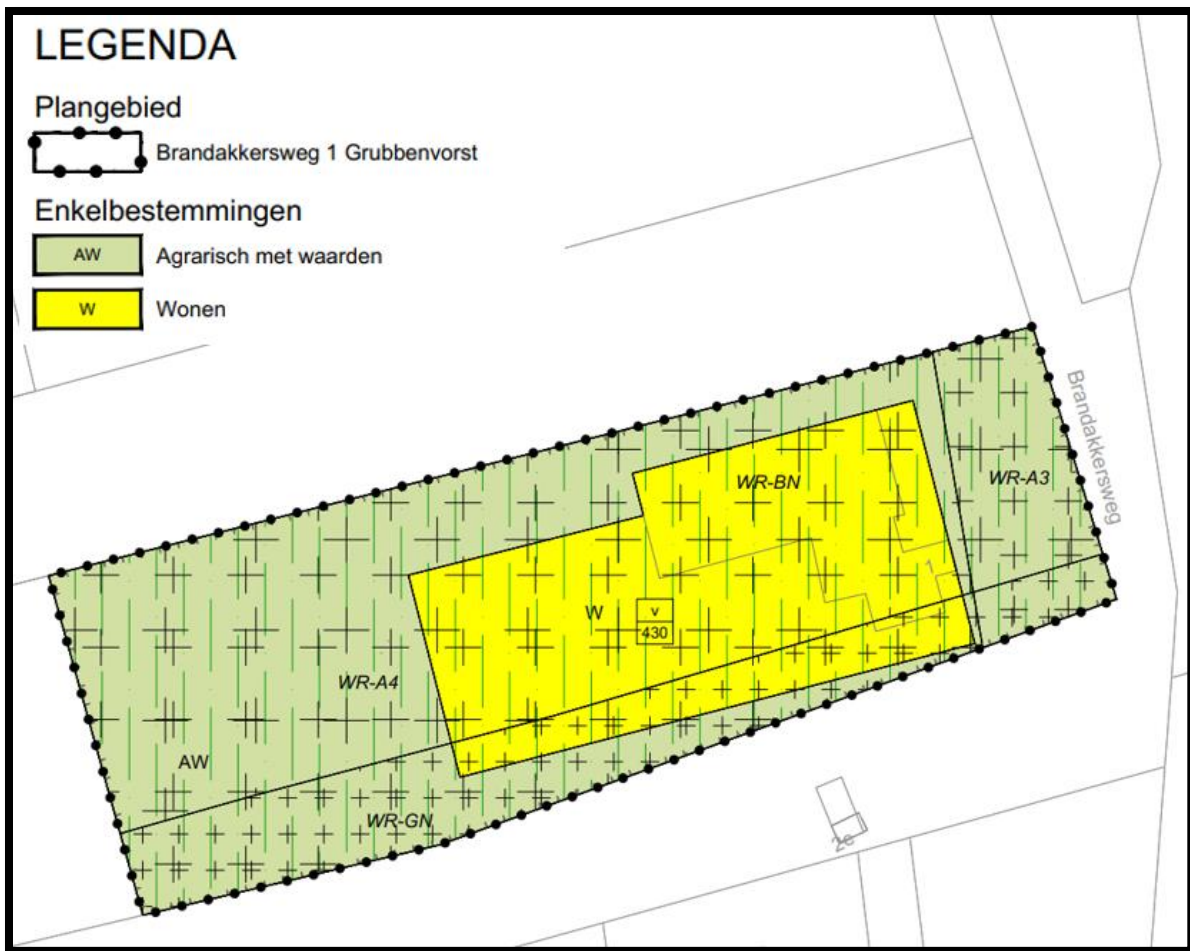 LEGENDA
Plangebied
Brandakkersweg 1 Grubbenvorst
Enkelbestemmingen
AW Agrarisch met waarden
W Wonen
Brandakkersweg
WR-BN
WR-A3
1
W
v
430
WR-A4
AW
WR-GN